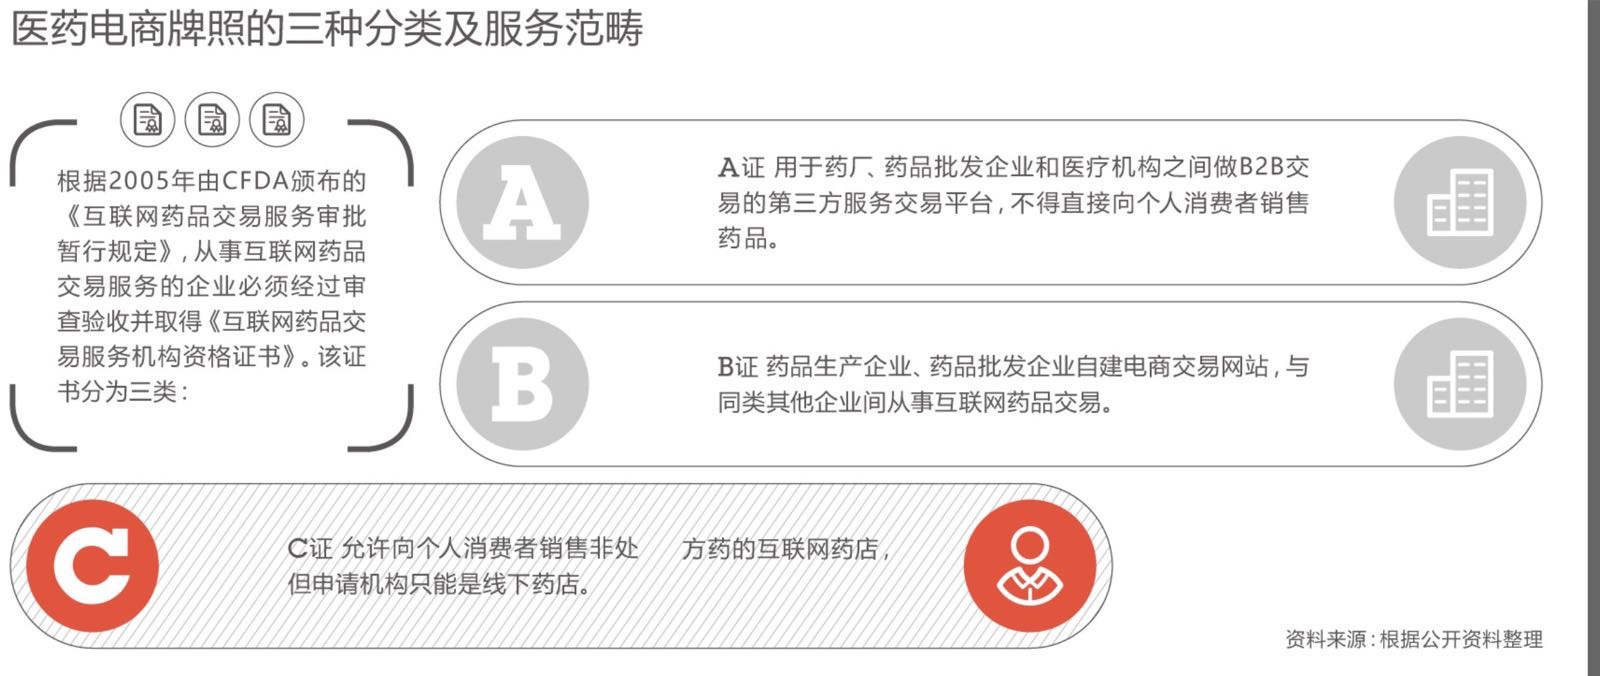 医药电商牌照的三种分类及服务范畴
根据2005年由CFDA颁布的
《互联网药品交易服务审批
暂行规定》，从事互联网药品
交易服务的企业必须经过审
查验收并取得《互联网药品交
易服务机构资格证书》。该证
书分为三类：
A
A证 用于药厂、药品批发企业和医疗机构之间做B2B交
易的第三方服务交易平台，不得直接向个人消费者销售
药品。
B
B证 药品生产企业、药品批发企业自建电商交易网站，与
同类其他企业间从事互联网药品交易。
C
C证 允许向个人消费者销售非处 方药的互联网药店，
但申请机构只能是线下药店。
资料来源：根据公开资料整理